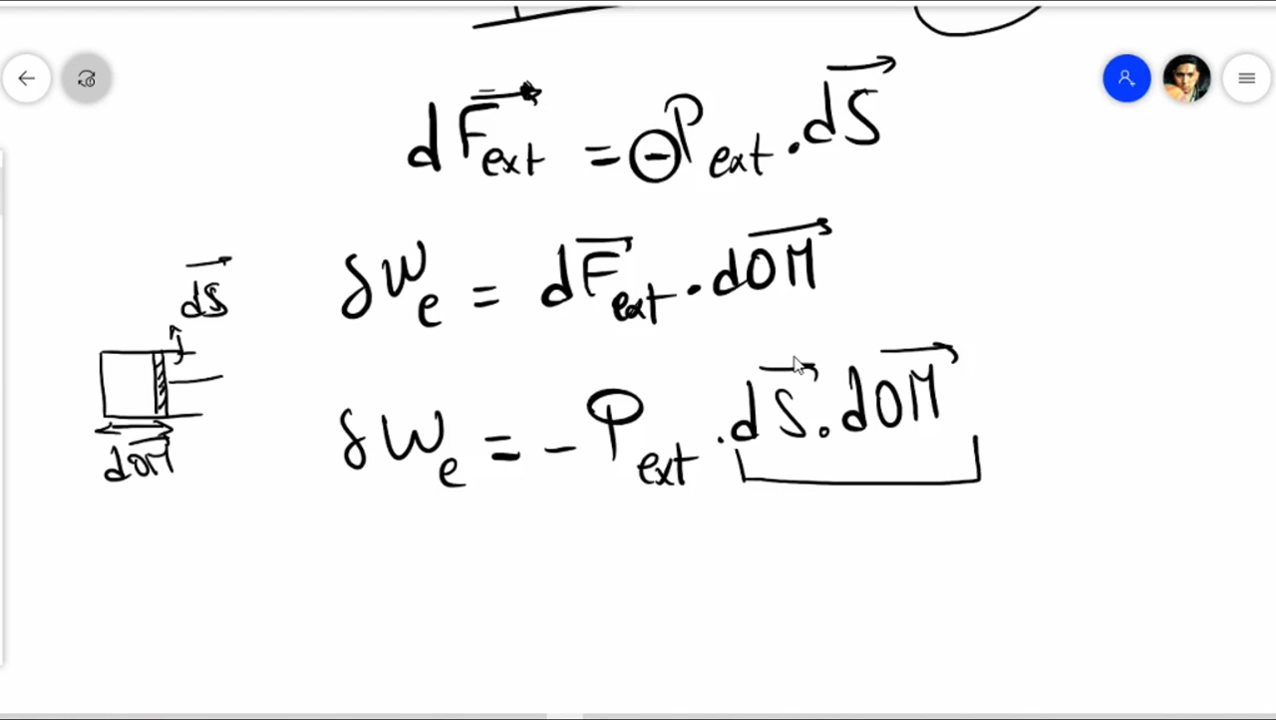 dF⃗ext = ⊖Pext . dS⃗
δWe = dF⃗ext . dOM⃗
dS⃗
δWe = - Pext . dS⃗ . dOM⃗
dOM⃗